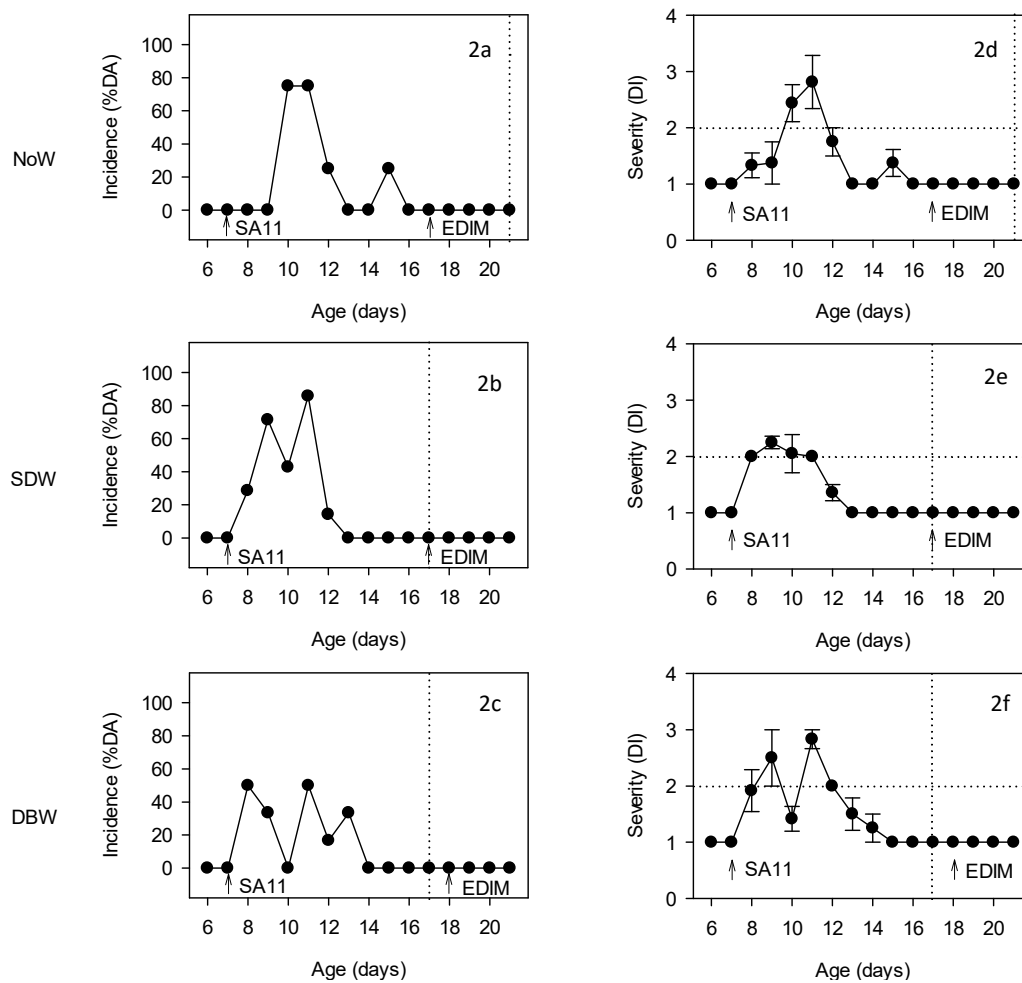 2a
Incidence (%DA)
100
80
60
40
20
0
SA11
EDIM
6 8 10 12 14 16 18 20
Age (days)
NoW
2d
Severity (DI)
4
3
2
1
0
SA11
EDIM
6 8 10 12 14 16 18 20
Age (days)
2b
Incidence (%DA)
100
80
60
40
20
0
SA11
EDIM
6 8 10 12 14 16 18 20
Age (days)
SDW
2e
Severity (DI)
4
3
2
1
0
SA11
EDIM
6 8 10 12 14 16 18 20
Age (days)
2c
Incidence (%DA)
100
80
60
40
20
0
SA11
EDIM
6 8 10 12 14 16 18 20
Age (days)
DBW
2f
Severity (DI)
4
3
2
1
0
SA11
EDIM
6 8 10 12 14 16 18 20
Age (days)